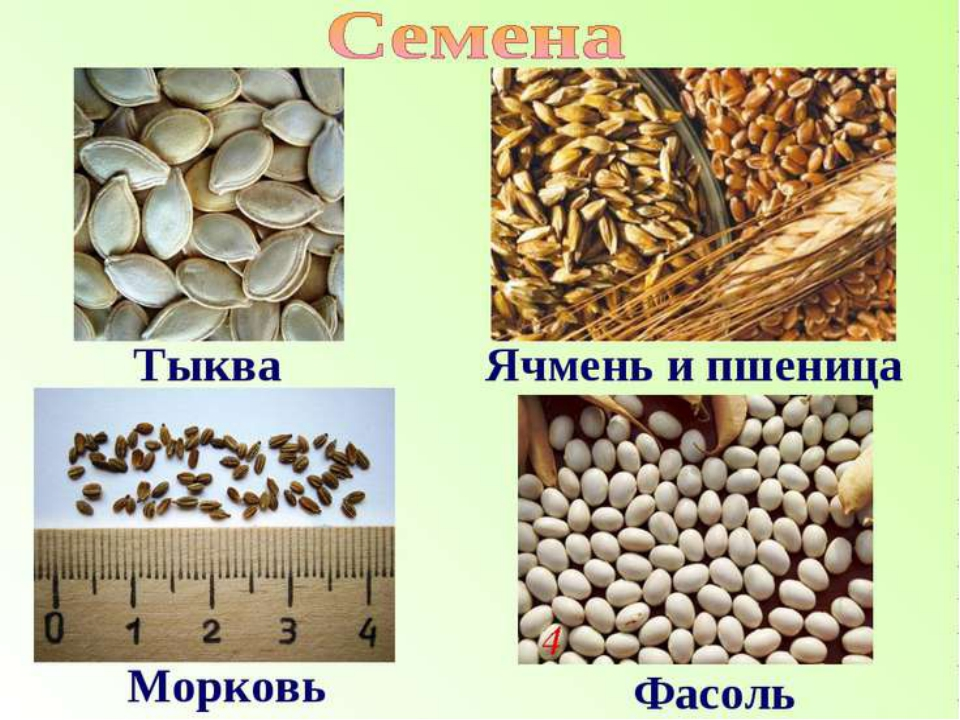 Семена
Тыква
Ячмень и пшеница
0 1 2 3 4
4
Морковь
Фасоль